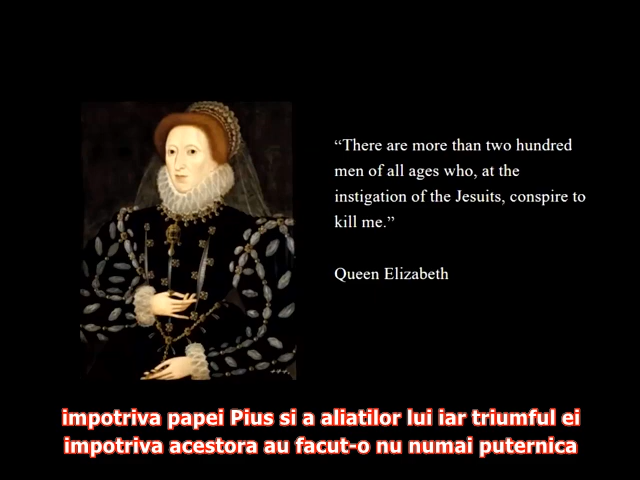 “There are more than two hundred
men of all ages who, at the
instigation of the Jesuits, conspire to
kill me.”
Queen Elizabeth
impotriva papei Pius si a aliatilor lui iar triumful ei
impotriva acestora au facut-o nu numai puternica